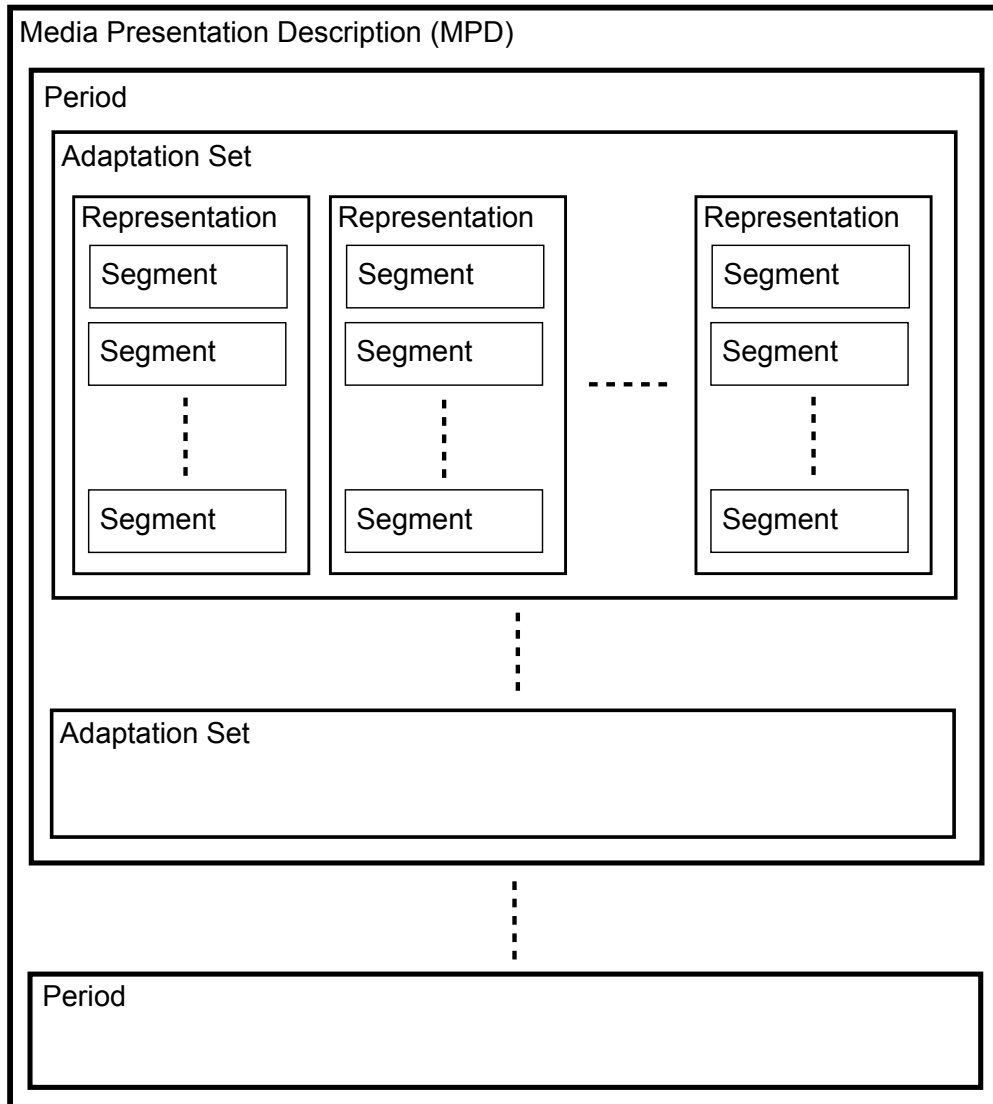 Media Presentation Description (MPD)
Period
Adaptation Set
Representation
Segment
Segment
Segment
Representation
Segment
Segment
Segment
Representation
Segment
Segment
Segment
Adaptation Set
Period